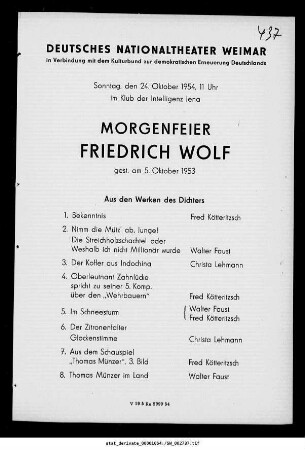 437
DEUTSCHES NATIONALTHEATER WEIMAR
in Verbindung mit dem Kulturbund zur demokratischen Erneuerung Deutschlands
Sonntag, den 24. Oktober 1954, 11 Uhr
im Klub der Intelligenz Jena
MORGENFEIER
FRIEDRICH WOLF
gest. am 5. Oktober 1953
Aus den Werken des Dichters
1. Bekenntnis Fred Kötteritzsch
2. Nimm die Mütz' ab, Junge!
Die Streichholzschachtel oder
Weshalb ich nicht Millionär wurde Walter Faust
3. Der Koffer aus Indochina Christa Lehmann
4. Oberleutnant Zahnlücke
spricht zu seiner 5. Komp.
über den „Wehrbauern" Fred Kötteritzsch
5. Im Schneesturm Walter Faust
Fred Kötteritzsch
6. Der Zitronenfalter
Glockenstimme Christa Lehmann
7. Aus dem Schauspiel
„Thomas Münzer", 3. Bild Fred Kötteritzsch
8. Thomas Münzer im Land Walter Faust